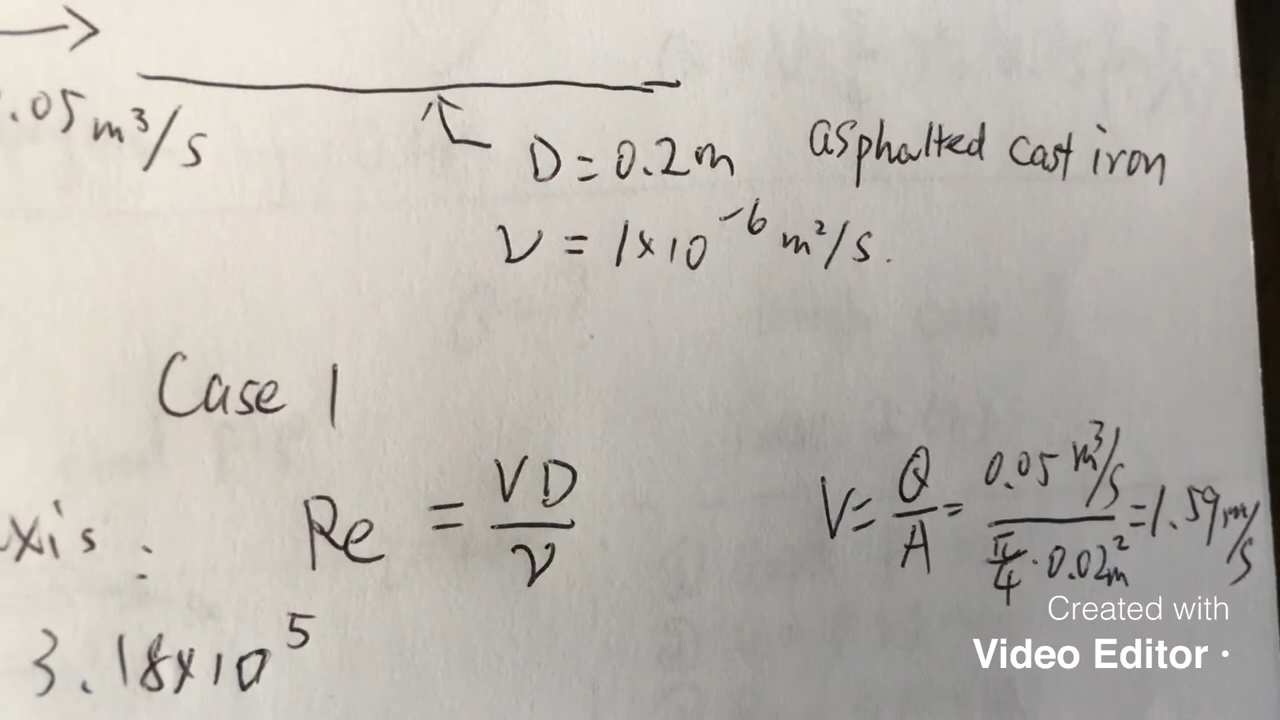 .05 m³/s
D = 0.2m asphalted cast iron
ν = 1×10⁻⁶ m²/s.
Case 1
xis : Re = VD/ν V = Q/A = 0.05 m³/s / π/4 · 0.02² m = 1.59 m/s
3.18×10⁵
Created with
Video Editor ·